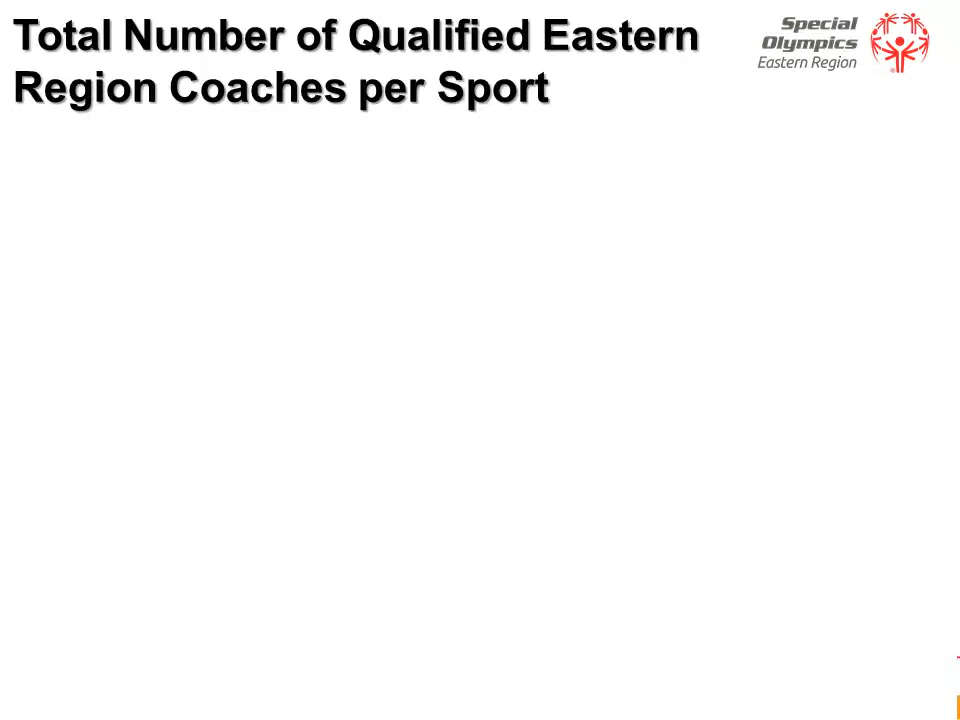 Total Number of Qualified Eastern
Region Coaches per Sport
Special
Olympics
Eastern Region